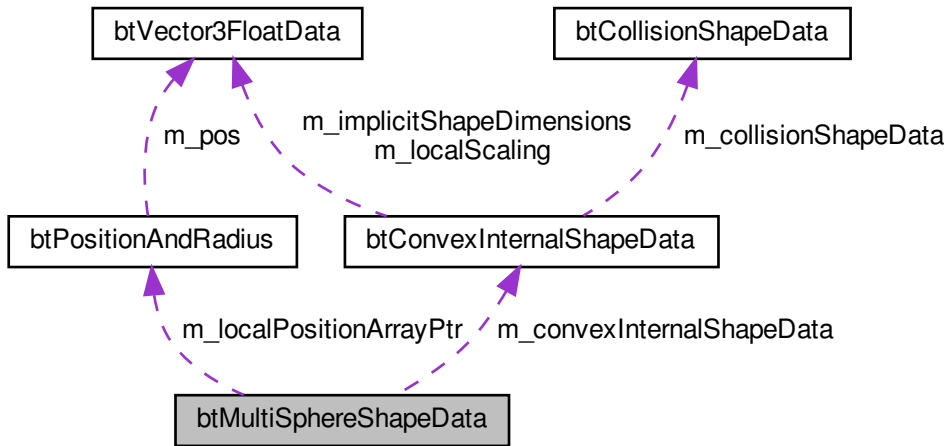 btVector3FloatData
btCollisionShapeData
m_pos
m_implicitShapeDimensions
m_localScaling
m_collisionShapeData
btPositionAndRadius
btConvexInternalShapeData
m_localPositionArrayPtr
m_convexInternalShapeData
btMultiSphereShapeData